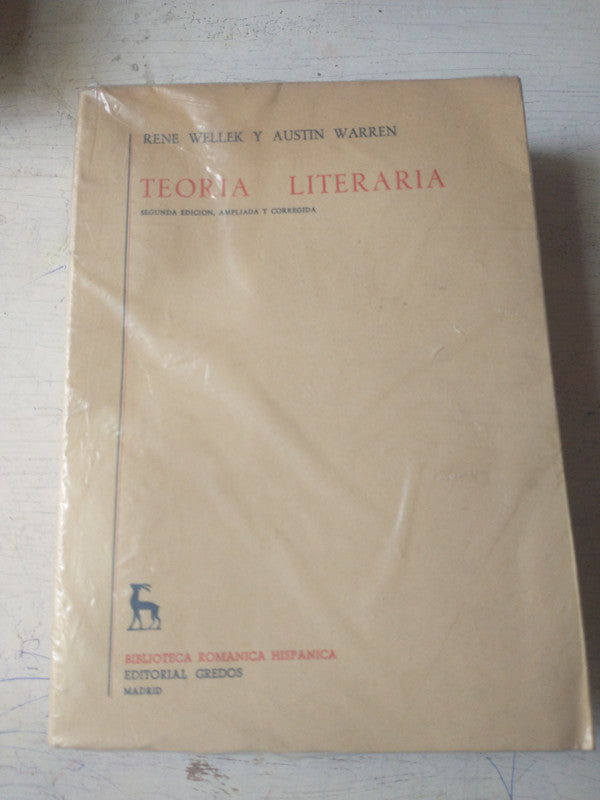 RENE WELLEK Y AUSTIN WARREN
TEORIA LITERARIA
SEGUNDA EDICION, AMPLIADA Y CORREGIDA
BIBLIOTECA ROMANICA HISPANICA
EDITORIAL GREDOS
MADRID